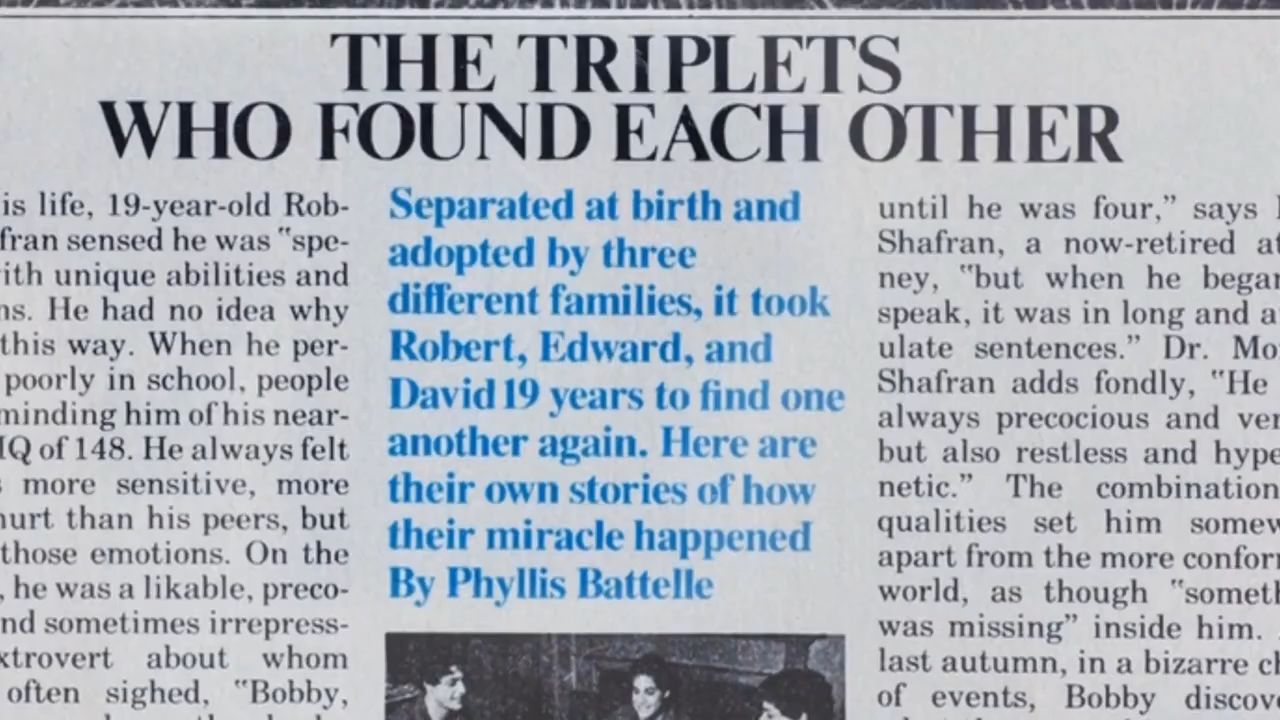 THE TRIPLETS
WHO FOUND EACH OTHER
is life, 19-year-old Rob-
fran sensed he was "spe-
ith unique abilities and
ns. He had no idea why
this way. When he per-
poorly in school, people
minding him of his near-
IQ of 148. He always felt
more sensitive, more
hurt than his peers, but
those emotions. On the
, he was a likable, preco-
nd sometimes irrepress-
xtrovert about whom
often sighed, "Bobby,
Separated at birth and
adopted by three
different families, it took
Robert, Edward, and
David 19 years to find one
another again. Here are
their own stories of how
their miracle happened
By Phyllis Battelle
until he was four," says
Shafran, a now-retired at
ney, "but when he began
speak, it was in long and a
ulate sentences." Dr. Mo
Shafran adds fondly, "He
always precocious and ver
but also restless and hype
netic." The combination
qualities set him somew
apart from the more confor
world, as though "someth
was missing" inside him.
last autumn, in a bizarre ch
of events, Bobby discove